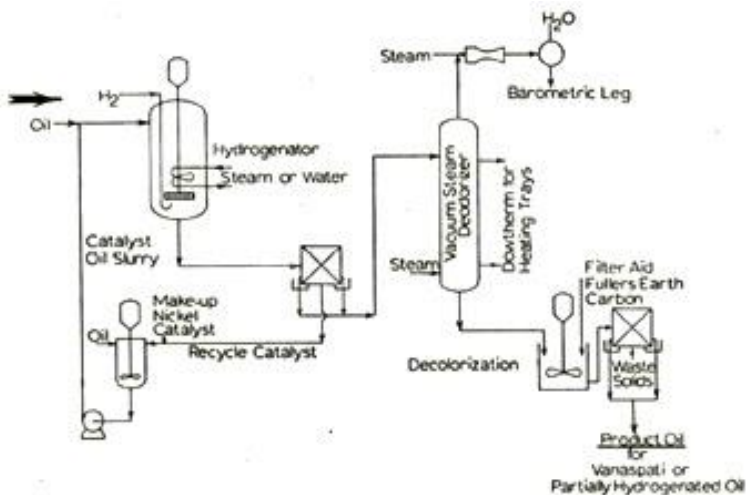 H2O
Steam
Barometric Leg
H2
Oil
Hydrogenator
Steam or Water
Vacuum Steam
Deodorizer
Dowtherm for
Heating Trays
Catalyst
Oil Slurry
Steam
Filter Aid
Fullers Earth
Carbon
Make-up
Nickel
Catalyst
Oil
Recycle Catalyst
Decolorization
Waste
Solids
Product Oil
for
Vanaspati or
Partially Hydrogenated Oil